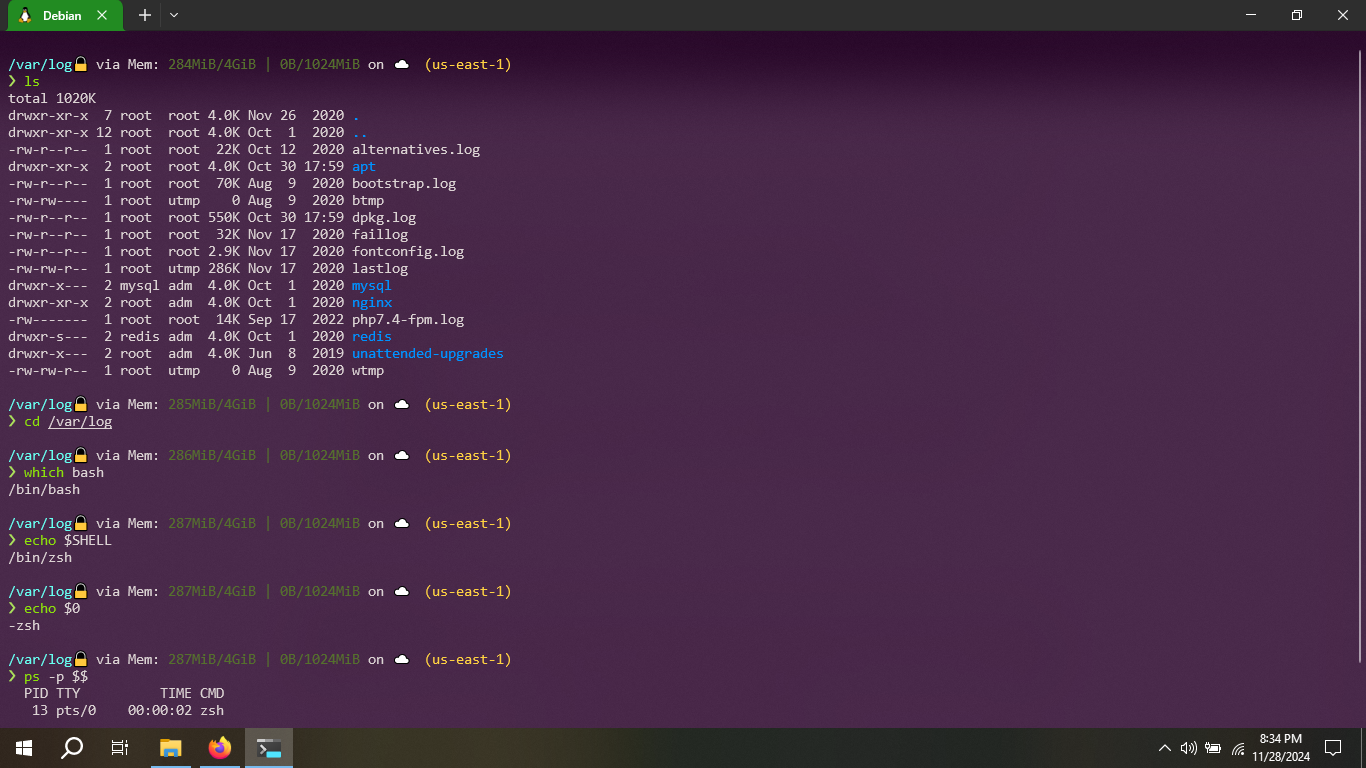 Debian
/var/log🔒 via Mem: 284MiB/4GiB | 0B/1024MiB on ☁ (us-east-1)
❯ ls
total 1020K
drwxr-xr-x  7 root  root 4.0K Nov 26  2020 .
drwxr-xr-x 12 root  root 4.0K Oct  1  2020 ..
-rw-r--r--  1 root  root  22K Oct 12  2020 alternatives.log
drwxr-xr-x  2 root  root 4.0K Oct 30 17:59 apt
-rw-r--r--  1 root  root  70K Aug  9  2020 bootstrap.log
-rw-rw----  1 root  utmp    0 Aug  9  2020 btmp
-rw-r--r--  1 root  root 550K Oct 30 17:59 dpkg.log
-rw-r--r--  1 root  root  32K Nov 17  2020 faillog
-rw-r--r--  1 root  root 2.9K Nov 17  2020 fontconfig.log
-rw-rw-r--  1 root  utmp 286K Nov 17  2020 lastlog
drwxr-x---  2 mysql adm  4.0K Oct  1  2020 mysql
drwxr-xr-x  2 root  adm  4.0K Oct  1  2020 nginx
-rw-------  1 root  root  14K Sep 17  2022 php7.4-fpm.log
drwxr-s---  2 redis adm  4.0K Oct  1  2020 redis
drwxr-x---  2 root  adm  4.0K Jun  8  2019 unattended-upgrades
-rw-rw-r--  1 root  utmp    0 Aug  9  2020 wtmp
/var/log🔒 via Mem: 285MiB/4GiB | 0B/1024MiB on ☁ (us-east-1)
❯ cd /var/log
/var/log🔒 via Mem: 286MiB/4GiB | 0B/1024MiB on ☁ (us-east-1)
❯ which bash
/bin/bash
/var/log🔒 via Mem: 287MiB/4GiB | 0B/1024MiB on ☁ (us-east-1)
❯ echo $SHELL
/bin/zsh
/var/log🔒 via Mem: 287MiB/4GiB | 0B/1024MiB on ☁ (us-east-1)
❯ echo $0
-zsh
/var/log🔒 via Mem: 287MiB/4GiB | 0B/1024MiB on ☁ (us-east-1)
❯ ps -p $$
  PID TTY          TIME CMD
   13 pts/0    00:00:02 zsh
8:34 PM
11/28/2024